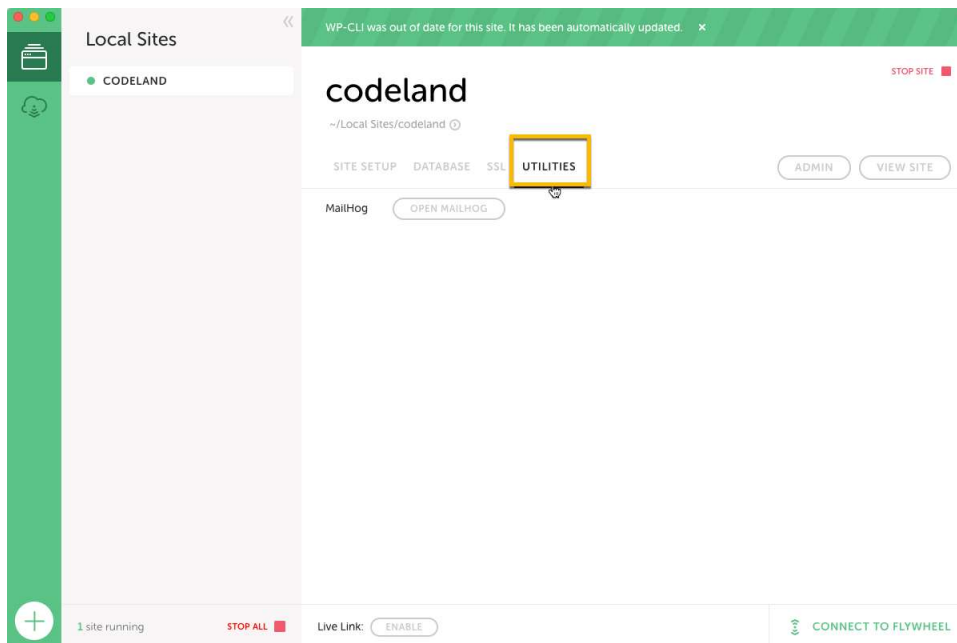 Local Sites
CODELAND
WP-CLI was out of date for this site. It has been automatically updated. ×
STOP SITE
codeland
~/Local Sites/codeland
SITE SETUP DATABASE SSL UTILITIES
ADMIN VIEW SITE
MailHog OPEN MAILHOG
1 site running STOP ALL
Live Link: ENABLE
CONNECT TO FLYWHEEL